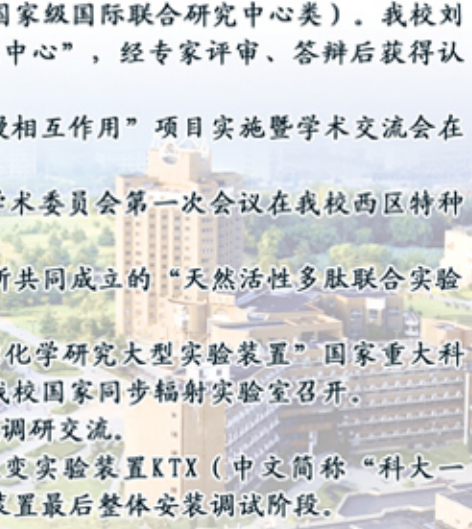 国家级国际联合研究中心类）。我校刘
中心”，经专家评审、答辩后获得认
相互作用”项目实施暨学术交流会在
学术委员会第一次会议在我校西区特种
所共同成立的“天然活性多肽联合实验
化学研究大型实验装置”国家重大科
我校国家同步辐射实验室召开。
调研交流。
变实验装置KTX（中文简称“科大一
装置最后整体安装调试阶段。